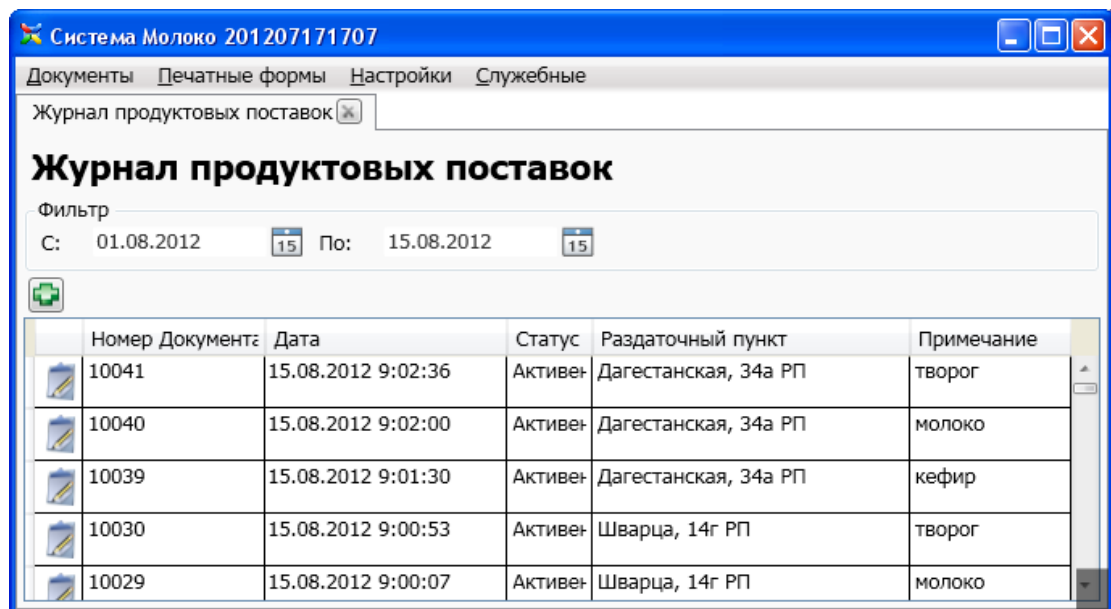 Система Молоко 201207171707
Документы Печатные формы Настройки Служебные
Журнал продуктовых поставок
Журнал продуктовых поставок
Фильтр
С: 01.08.2012 15 По: 15.08.2012 15
Номер Документа Дата Статус Раздаточный пункт Примечание
10041 15.08.2012 9:02:36 Активен Дагестанская, 34а РП творог
10040 15.08.2012 9:02:00 Активен Дагестанская, 34а РП молоко
10039 15.08.2012 9:01:30 Активен Дагестанская, 34а РП кефир
10030 15.08.2012 9:00:53 Активен Шварца, 14г РП творог
10029 15.08.2012 9:00:07 Активен Шварца, 14г РП молоко